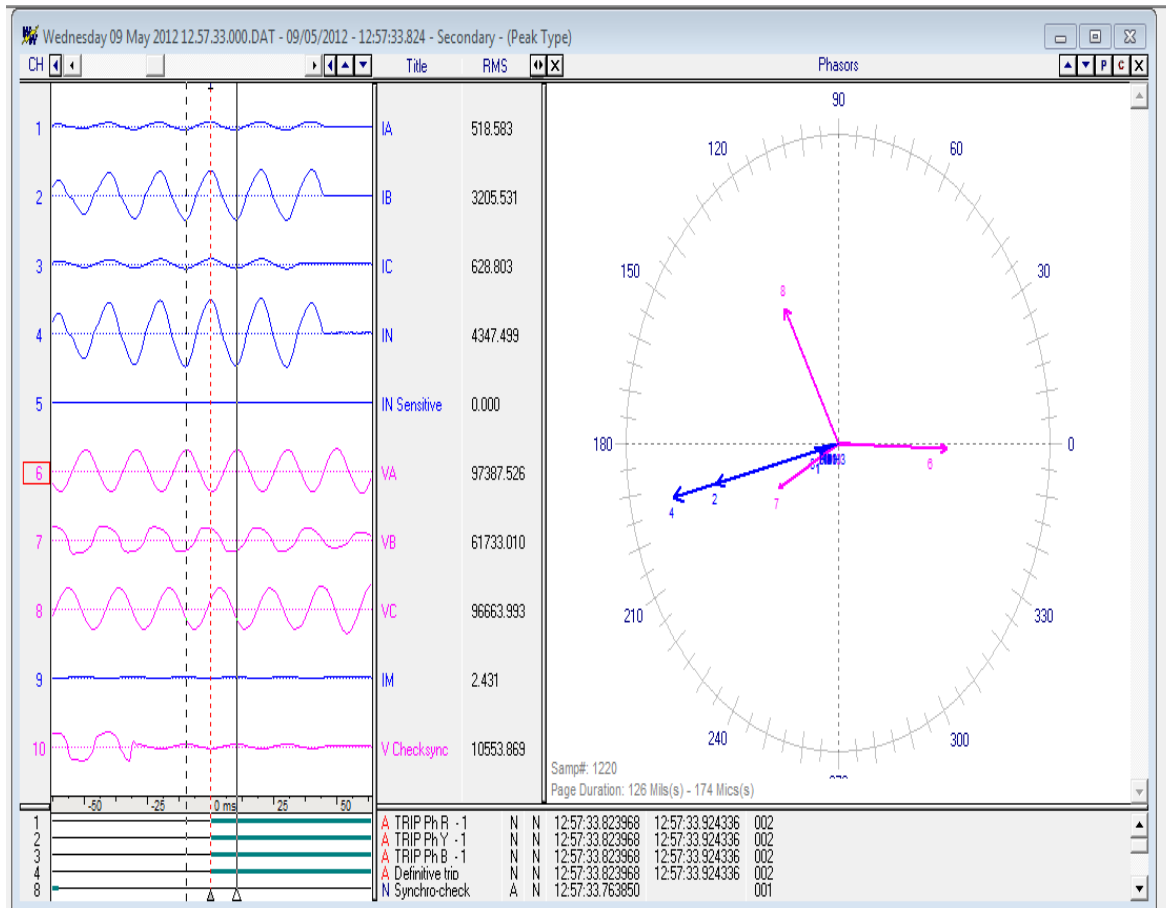 Wednesday 09 May 2012 12.57.33.000.DAT - 09/05/2012 - 12:57:33.824 - Secondary - (Peak Type)
CH Title RMS Phasors P C X
1 IA 518.583
2 IB 3205.531
3 IC 628.803
4 IN 4347.499
5 IN Sensitive 0.000
6 VA 97387.526
7 VB 61733.010
8 VC 96663.993
9 IM 2.431
10 V Checksync 10553.869
-50 -25 0 ms 25 50
90
120 60
150 30
180 0
210 330
240 300
270
8
6
7
2
4
1
Samp#: 1220
Page Duration: 126 Mils(s) - 174 Mics(s)
1 A TRIP Ph R - 1 N N 12:57:33.823968 12:57:33.924336 002
2 A TRIP Ph Y - 1 N N 12:57:33.823968 12:57:33.924336 002
3 A TRIP Ph B - 1 N N 12:57:33.823968 12:57:33.924336 002
4 A Definitive trip N N 12:57:33.823968 12:57:33.924336 002
8 N Synchro-check A N 12:57:33.763850 001